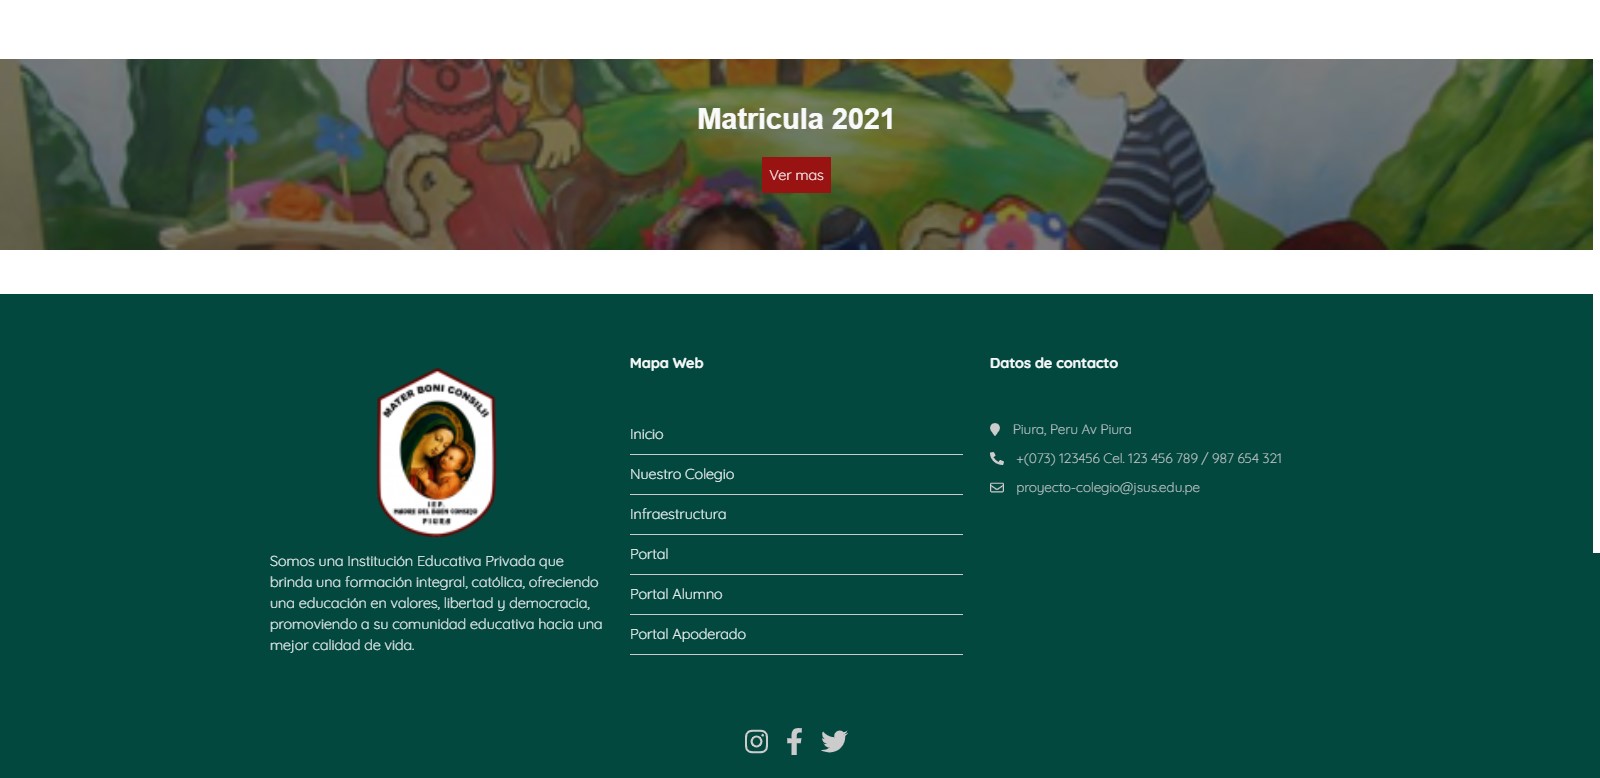 Matricula 2021
Ver mas
MATER BONI CONSILII
I.E.P.
MADRE DEL BUEN CONSEJO
PIURA
Somos una Institución Educativa Privada que
brinda una formación integral, católica, ofreciendo
una educación en valores, libertad y democracia,
promoviendo a su comunidad educativa hacia una
mejor calidad de vida.
Mapa Web
Inicio
Nuestro Colegio
Infraestructura
Portal
Portal Alumno
Portal Apoderado
Datos de contacto
Piura, Peru Av Piura
+(073) 123456 Cel. 123 456 789 / 987 654 321
proyecto-colegio@jsus.edu.pe